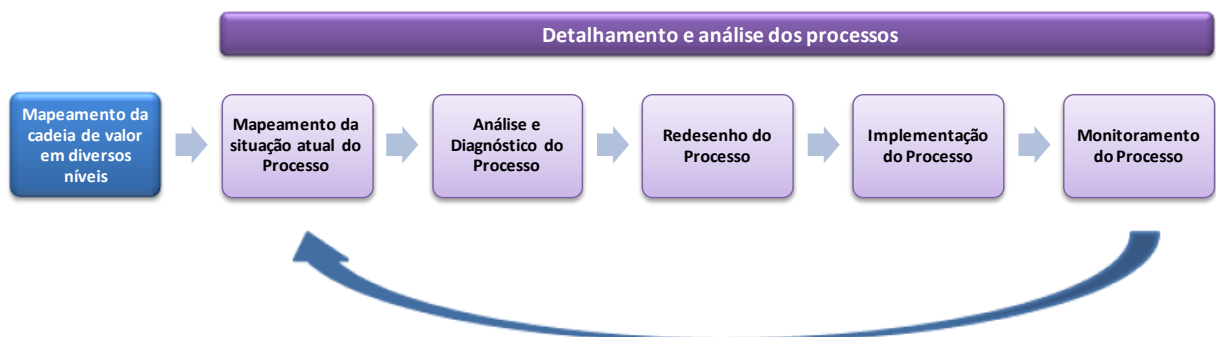 Detalhamento e análise dos processos
Mapeamento da
cadeia de valor
em diversos
níveis
Mapeamento da
situação atual do
Processo
Análise e
Diagnóstico do
Processo
Redesenho do
Processo
Implementação
do Processo
Monitoramento
do Processo